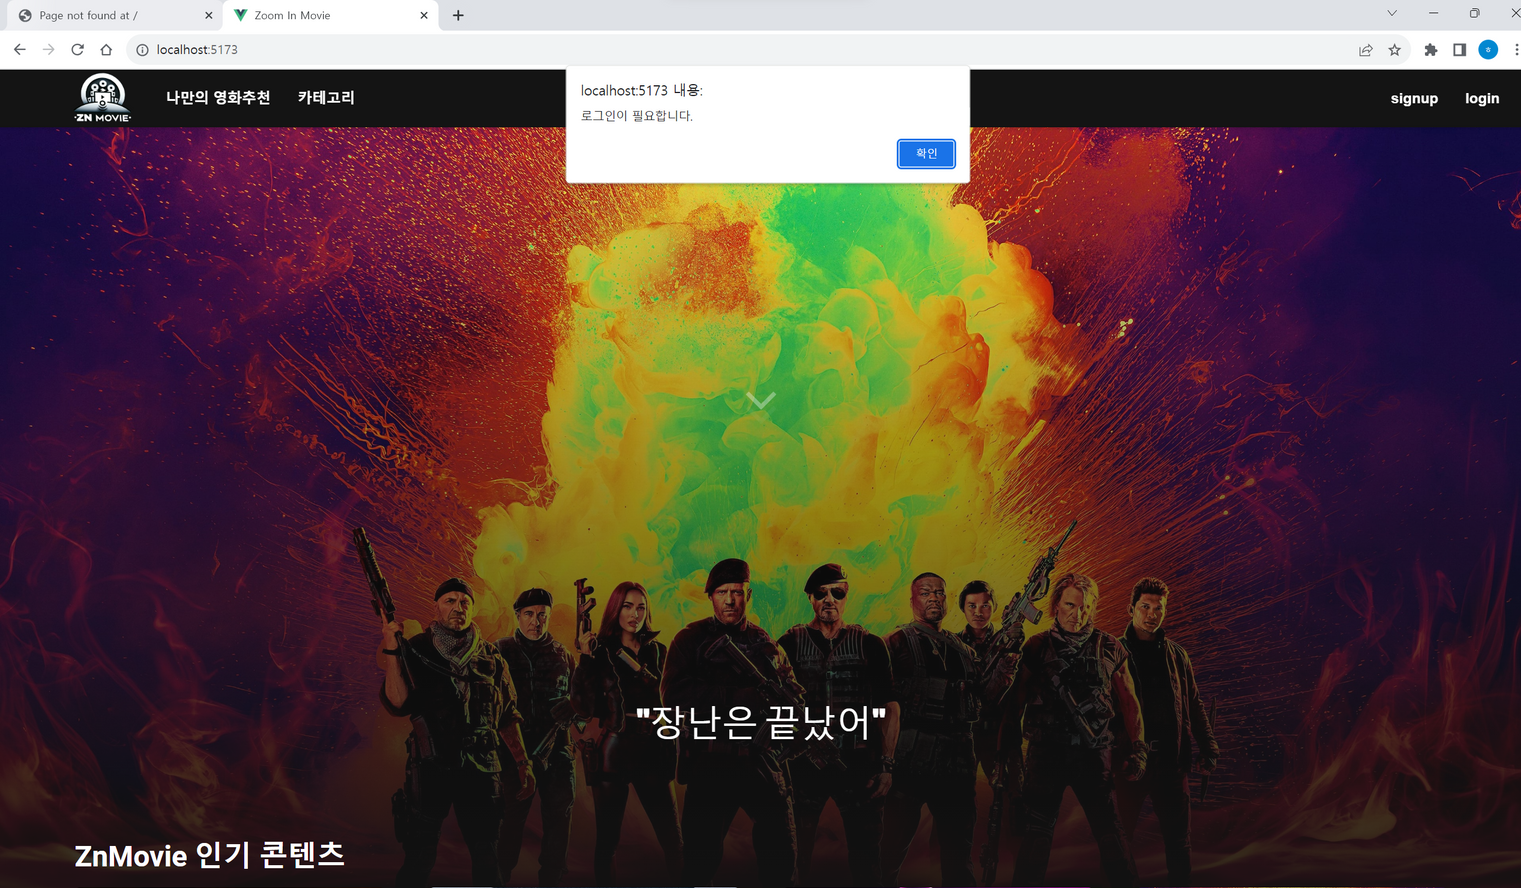 Page not found at /
Zoom In Movie
localhost:5173
ZN MOVIE
나만의 영화추천
카테고리
signup
login
localhost:5173 내용:
로그인이 필요합니다.
확인
"장난은 끝났어"
ZnMovie 인기 콘텐츠